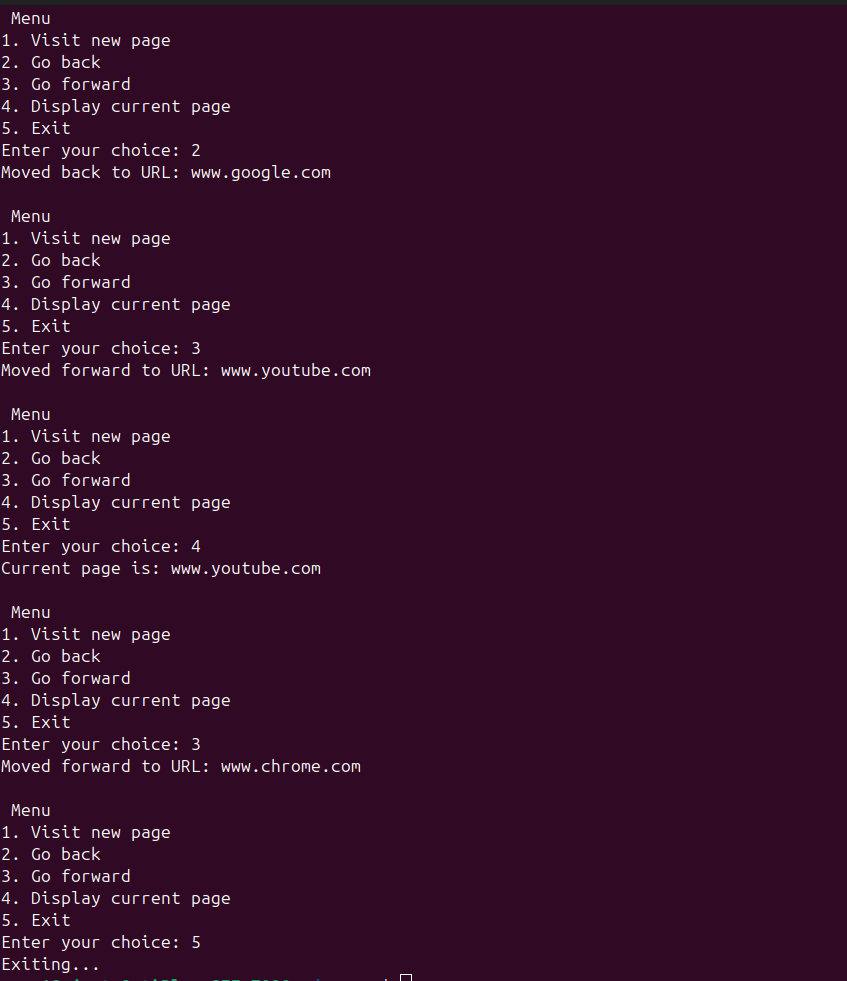 Menu
1. Visit new page
2. Go back
3. Go forward
4. Display current page
5. Exit
Enter your choice: 2
Moved back to URL: www.google.com
Menu
1. Visit new page
2. Go back
3. Go forward
4. Display current page
5. Exit
Enter your choice: 3
Moved forward to URL: www.youtube.com
Menu
1. Visit new page
2. Go back
3. Go forward
4. Display current page
5. Exit
Enter your choice: 4
Current page is: www.youtube.com
Menu
1. Visit new page
2. Go back
3. Go forward
4. Display current page
5. Exit
Enter your choice: 3
Moved forward to URL: www.chrome.com
Menu
1. Visit new page
2. Go back
3. Go forward
4. Display current page
5. Exit
Enter your choice: 5
Exiting...